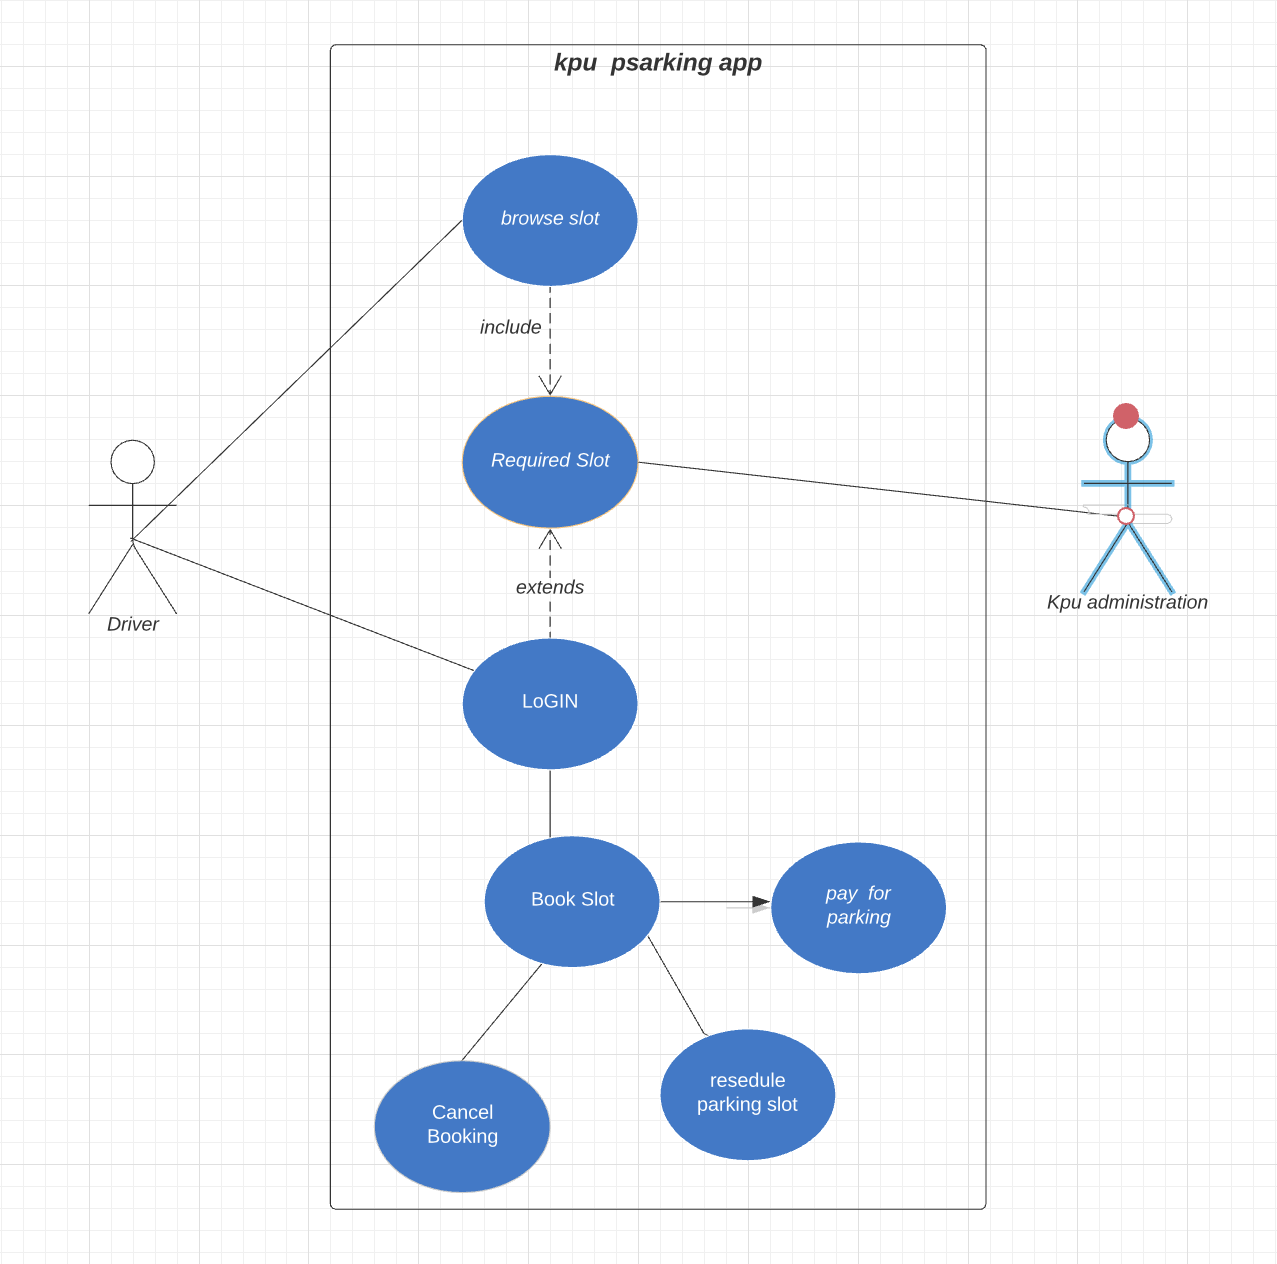 kpu  psarking app
browse slot
include
Required Slot
extends
Driver
Kpu administration
LoGIN
Book Slot
pay  for
parking
resedule
parking slot
Cancel
Booking